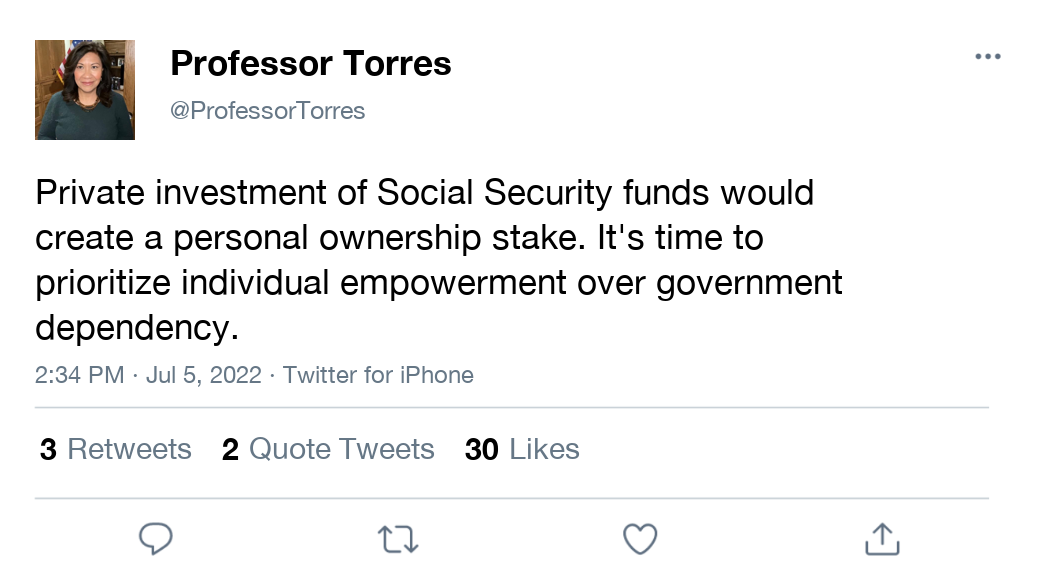 Professor Torres
@ProfessorTorres
Private investment of Social Security funds would
create a personal ownership stake. It's time to
prioritize individual empowerment over government
dependency.
2:34 PM · Jul 5, 2022 · Twitter for iPhone
3 Retweets 2 Quote Tweets 30 Likes